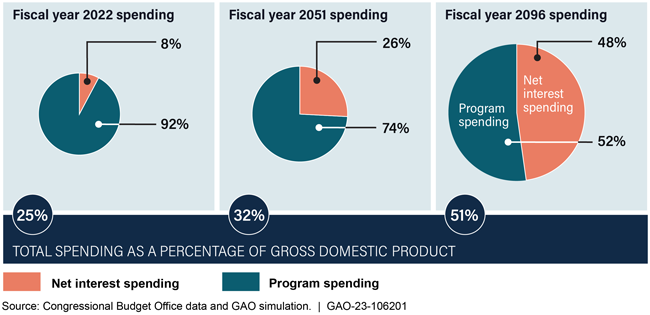 Fiscal year 2022 spending
8%
92%
Fiscal year 2051 spending
26%
74%
Fiscal year 2096 spending
48%
Net
interest
spending
Program
spending
52%
25%
32%
51%
TOTAL SPENDING AS A PERCENTAGE OF GROSS DOMESTIC PRODUCT
Net interest spending
Program spending
Source: Congressional Budget Office data and GAO simulation. | GAO-23-106201